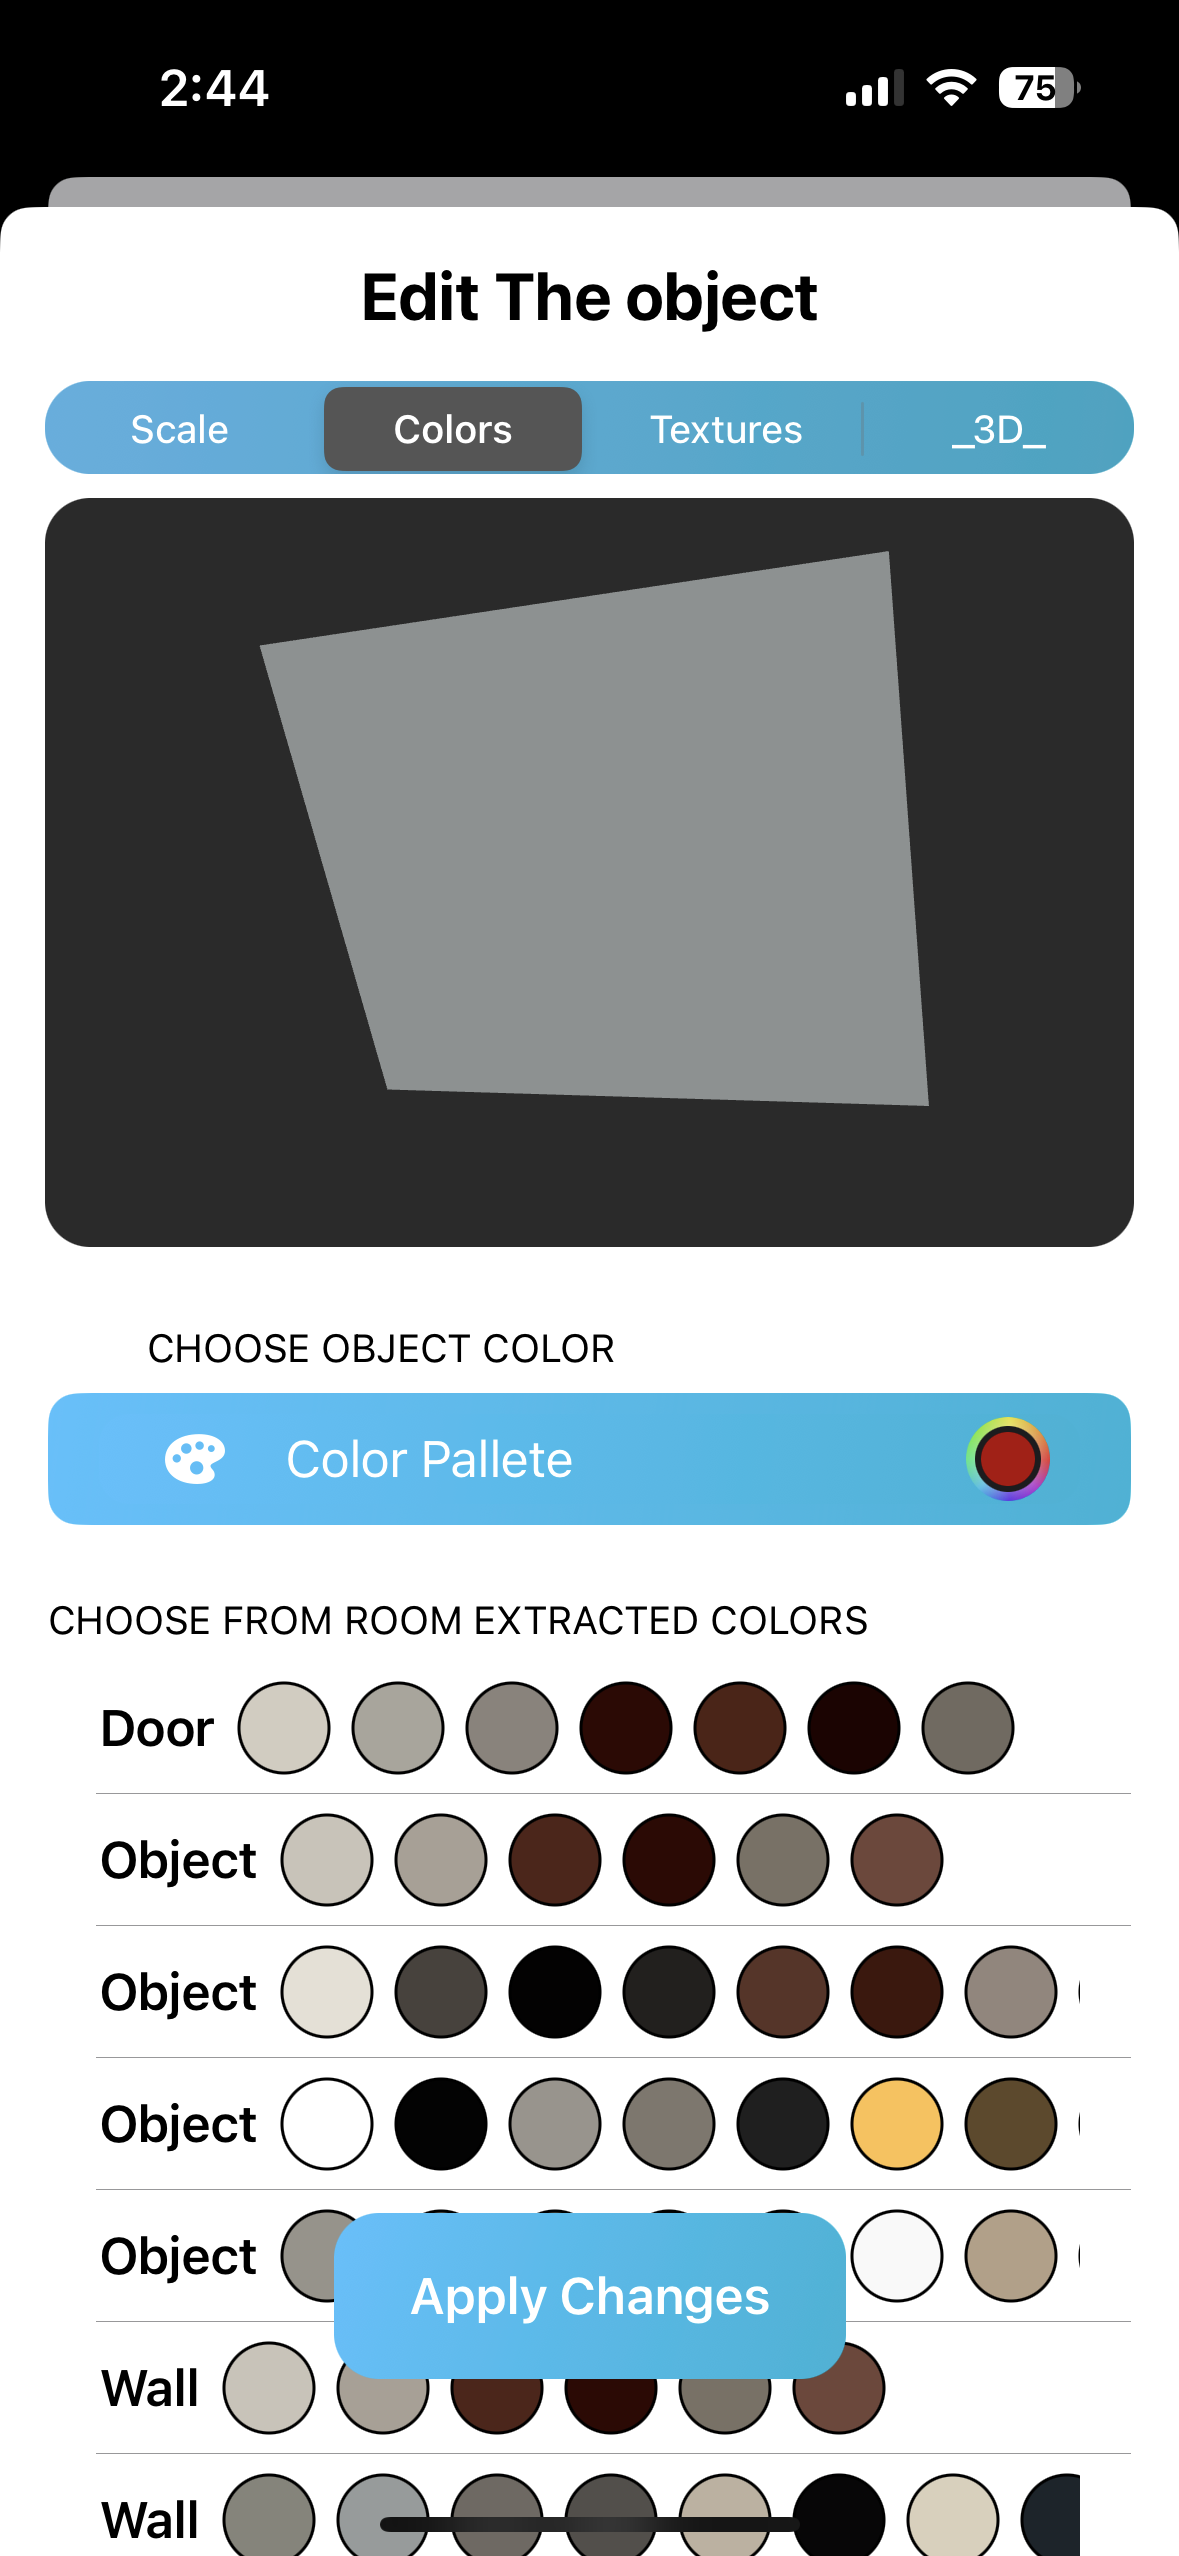 2:44
75
Edit The object
Scale Colors Textures _3D_
CHOOSE OBJECT COLOR
Color Pallete
CHOOSE FROM ROOM EXTRACTED COLORS
Door
Object
Object
Object
Object
Apply Changes
Wall
Wall